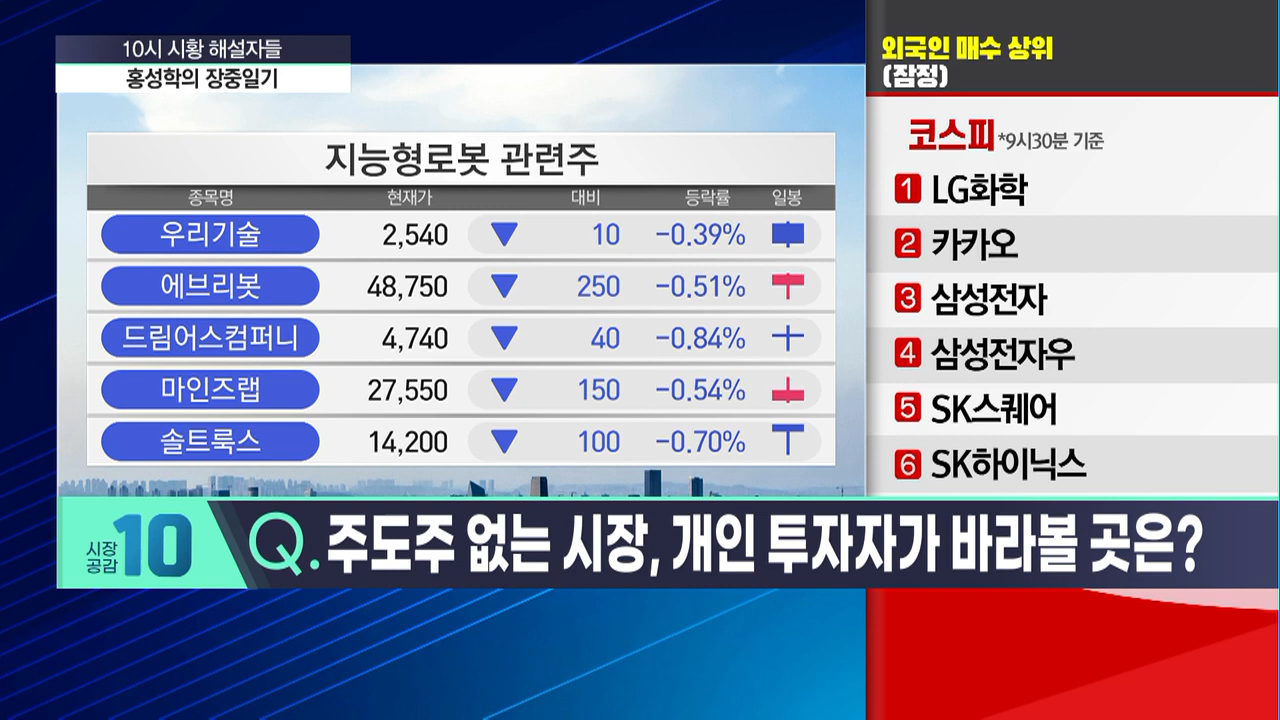 10시 시황 해설자들
홍성학의 장중일기
지능형로봇 관련주
종목명 현재가 대비 등락률 일봉
우리기술 2,540 ▼ 10 -0.39%
에브리봇 48,750 ▼ 250 -0.51%
드림어스컴퍼니 4,740 ▼ 40 -0.84%
마인즈랩 27,550 ▼ 150 -0.54%
솔트룩스 14,200 ▼ 100 -0.70%
외국인 매수 상위
(잠정)
코스피 *9시30분 기준
1 LG화학
2 카카오
3 삼성전자
4 삼성전자우
5 SK스퀘어
6 SK하이닉스
시장공감 10
Q. 주도주 없는 시장, 개인 투자자가 바라볼 곳은?